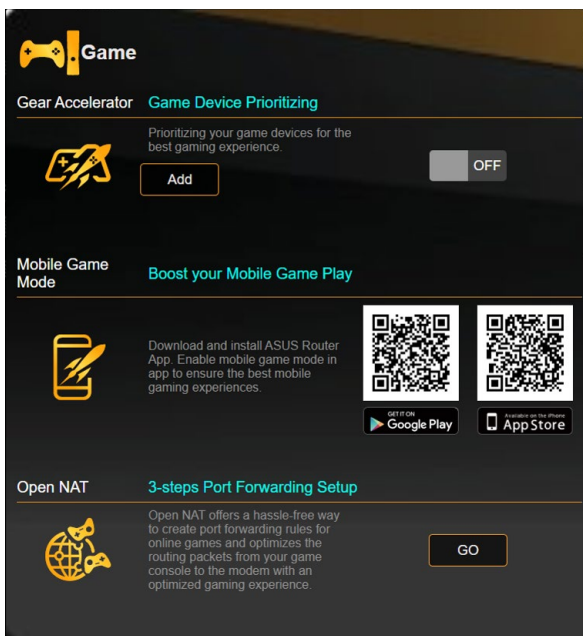 Game
Gear Accelerator
Game Device Prioritizing
Prioritizing your game devices for the
best gaming experience.
Add
OFF
Mobile Game
Mode
Boost your Mobile Game Play
Download and install ASUS Router
App. Enable mobile game mode in
app to ensure the best mobile
gaming experiences.
GET IT ON
Google Play
Available on the iPhone
App Store
Open NAT
3-steps Port Forwarding Setup
Open NAT offers a hassle-free way
to create port forwarding rules for
online games and optimizes the
routing packets from your game
console to the modem with an
optimized gaming experience.
GO